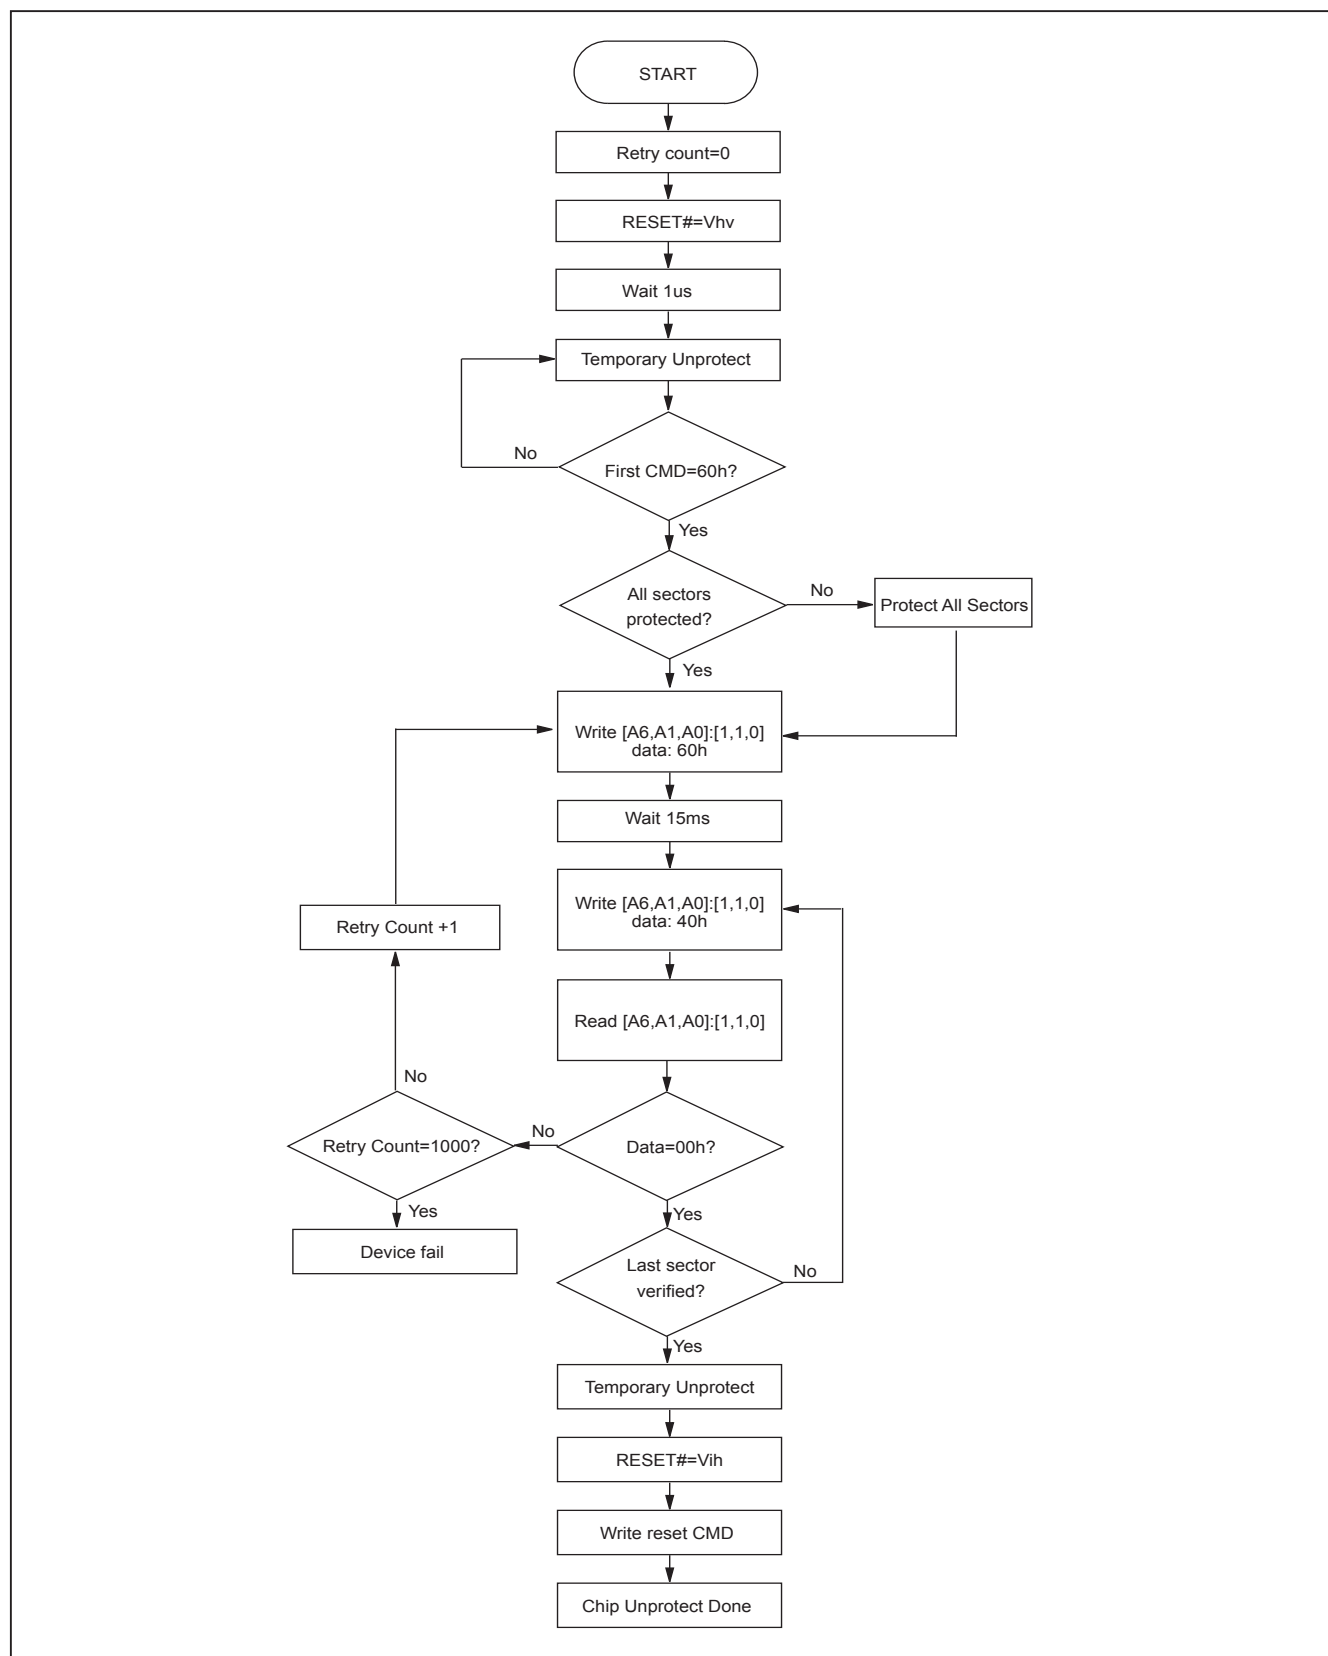 START
Retry count=0
RESET#=Vhv
Wait 1us
Temporary Unprotect
No
First CMD=60h?
Yes
All sectors
protected?
No
Protect All Sectors
Yes
Write [A6,A1,A0]:[1,1,0]
data: 60h
Wait 15ms
Write [A6,A1,A0]:[1,1,0]
data: 40h
Retry Count +1
Read [A6,A1,A0]:[1,1,0]
No
Retry Count=1000?
No
Data=00h?
Yes
Device fail
Yes
Last sector
verified?
No
Yes
Temporary Unprotect
RESET#=Vih
Write reset CMD
Chip Unprotect Done